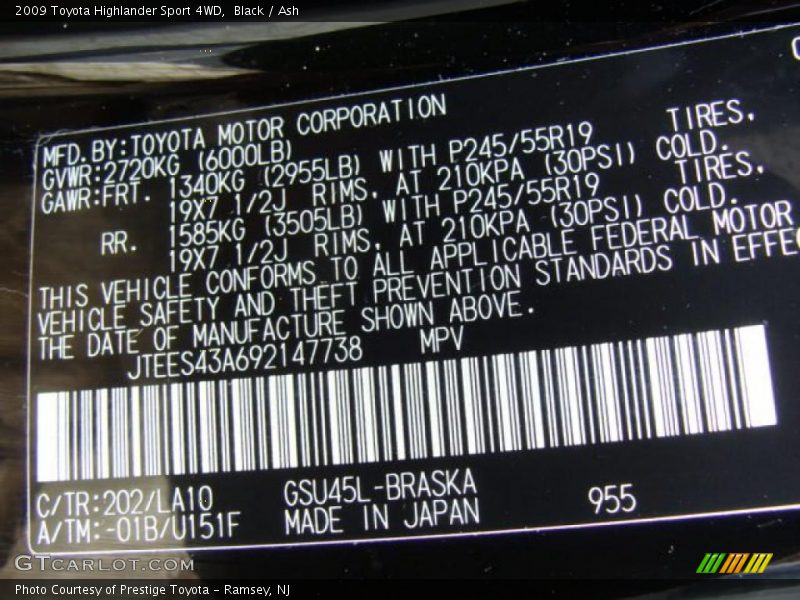 2009 Toyota Highlander Sport 4WD,  Black / Ash
MFD.BY:TOYOTA MOTOR CORPORATION
GVWR:2720KG (6000LB)
GAWR:FRT. 1340KG (2955LB) WITH P245/55R19 TIRES,
19X7 1/2J RIMS, AT 210KPA (30PSI) COLD.
RR. 1585KG (3505LB) WITH P245/55R19 TIRES,
19X7 1/2J RIMS, AT 210KPA (30PSI) COLD.
THIS VEHICLE CONFORMS TO ALL APPLICABLE FEDERAL MOTOR
VEHICLE SAFETY AND THEFT PREVENTION STANDARDS IN EFFE
THE DATE OF MANUFACTURE SHOWN ABOVE.
JTEES43A692147738 MPV
C/TR:202/LA10 GSU45L-BRASKA 955
A/TM:-01B/U151F MADE IN JAPAN
GTCARLOT.COM
Photo Courtesy of Prestige Toyota - Ramsey, NJ